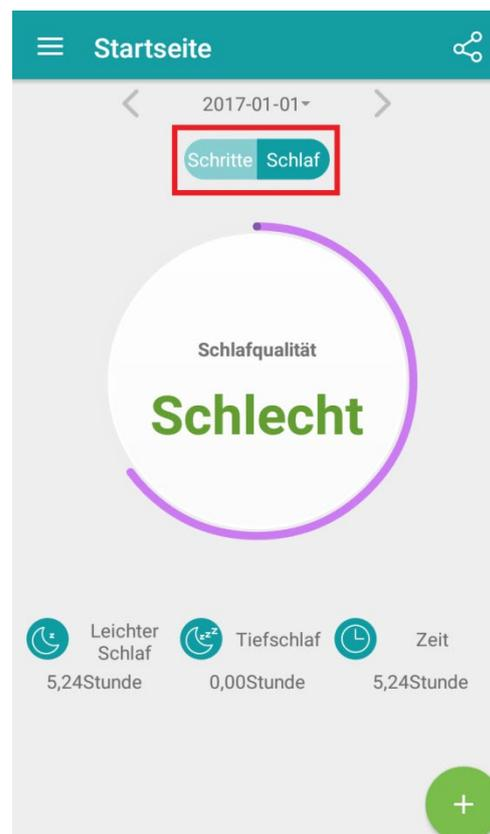 Startseite
2017-01-01
Schritte Schlaf
Schlafqualität
Schlecht
Leichter
Schlaf
Tiefschlaf
Zeit
5,24Stunde
0,00Stunde
5,24Stunde